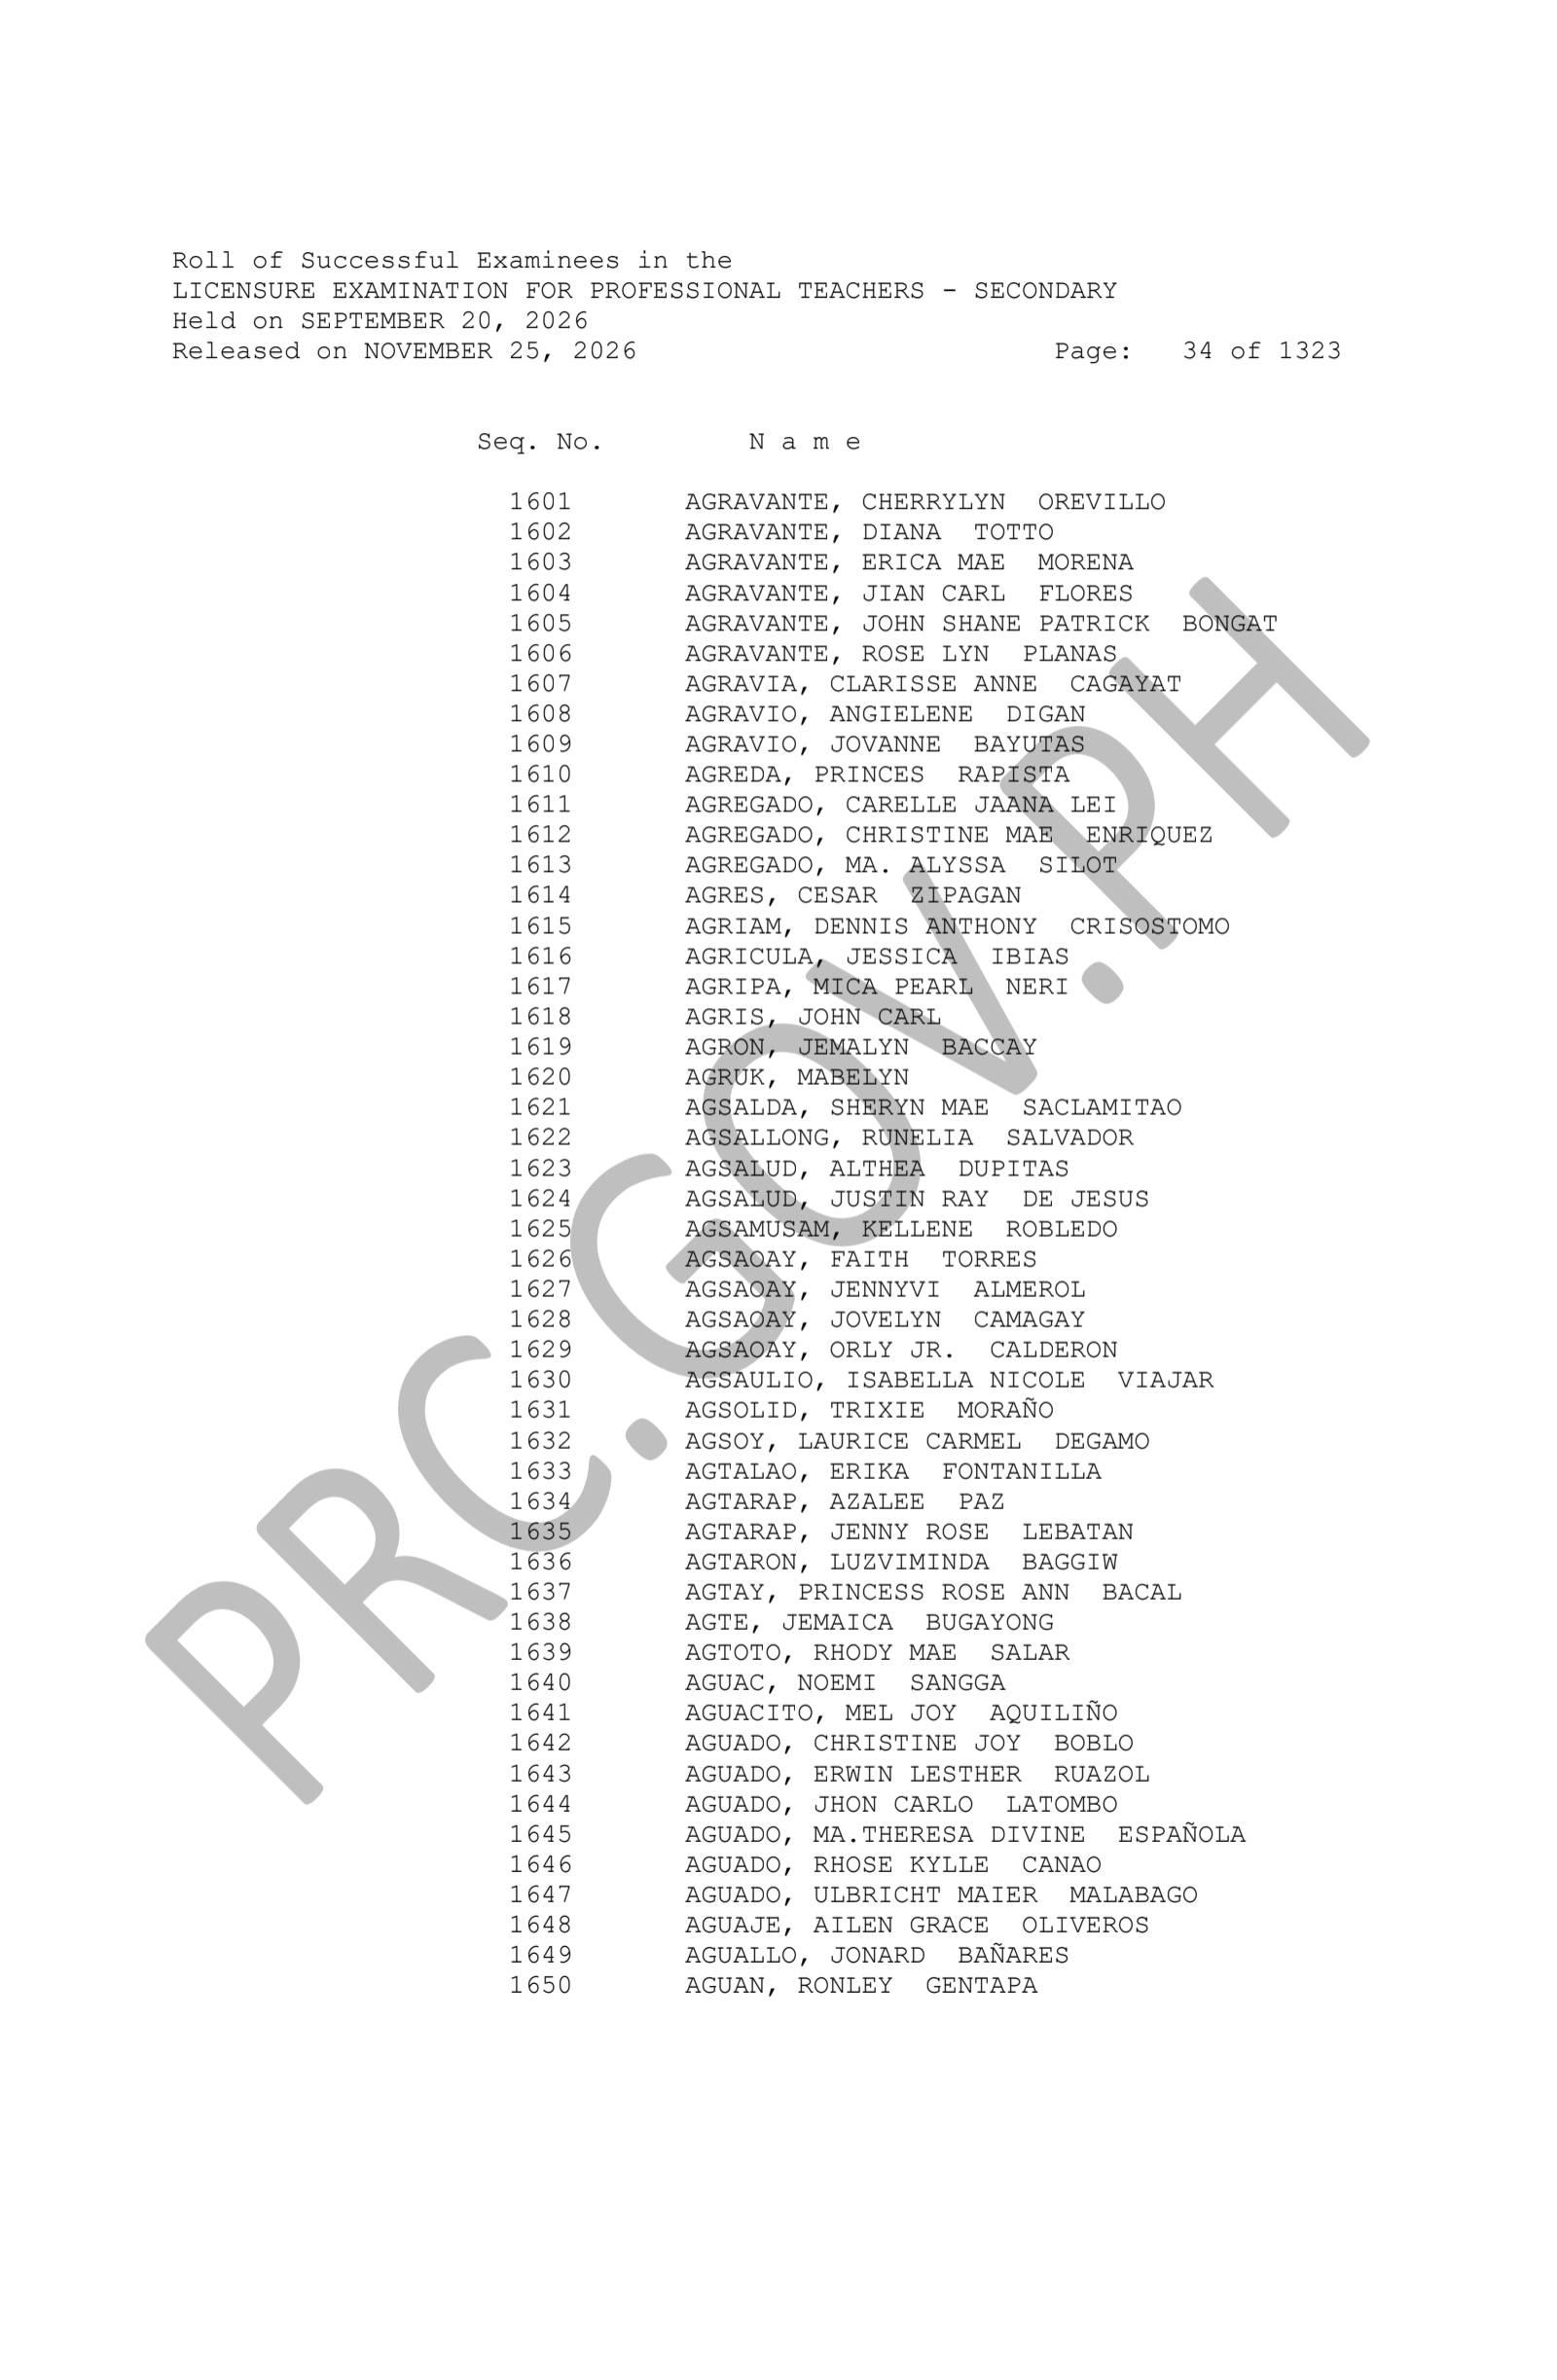 Roll of Successful Examinees in the
LICENSURE EXAMINATION FOR PROFESSIONAL TEACHERS - SECONDARY
Held on SEPTEMBER 20, 2026
Released on NOVEMBER 25, 2026 Page: 34 of 1323
Seq. No. N a m e
1601 AGRAVANTE, CHERRYLYN OREVILLO
1602 AGRAVANTE, DIANA TOTTO
1603 AGRAVANTE, ERICA MAE MORENA
1604 AGRAVANTE, JIAN CARL FLORES
1605 AGRAVANTE, JOHN SHANE PATRICK BONGAT
1606 AGRAVANTE, ROSE LYN PLANAS
1607 AGRAVIA, CLARISSE ANNE CAGAYAT
1608 AGRAVIO, ANGIELENE DIGAN
1609 AGRAVIO, JOVANNE BAYUTAS
1610 AGREDA, PRINCES RAPISTA
1611 AGREGADO, CARELLE JAANA LEI
1612 AGREGADO, CHRISTINE MAE ENRIQUEZ
1613 AGREGADO, MA. ALYSSA SILOT
1614 AGRES, CESAR ZIPAGAN
1615 AGRIAM, DENNIS ANTHONY CRISOSTOMO
1616 AGRICULA, JESSICA IBIAS
1617 AGRIPA, MICA PEARL NERI
1618 AGRIS, JOHN CARL
1619 AGRON, JEMALYN BACCAY
1620 AGRUK, MABELYN
1621 AGSALDA, SHERYN MAE SACLAMITAO
1622 AGSALLONG, RUNELIA SALVADOR
1623 AGSALUD, ALTHEA DUPITAS
1624 AGSALUD, JUSTIN RAY DE JESUS
1625 AGSAMUSAM, KELLENE ROBLEDO
1626 AGSAOAY, FAITH TORRES
1627 AGSAOAY, JENNYVI ALMEROL
1628 AGSAOAY, JOVELYN CAMAGAY
1629 AGSAOAY, ORLY JR. CALDERON
1630 AGSAULIO, ISABELLA NICOLE VIAJAR
1631 AGSOLID, TRIXIE MORAÑO
1632 AGSOY, LAURICE CARMEL DEGAMO
1633 AGTALAO, ERIKA FONTANILLA
1634 AGTARAP, AZALEE PAZ
1635 AGTARAP, JENNY ROSE LEBATAN
1636 AGTARON, LUZVIMINDA BAGGIW
1637 AGTAY, PRINCESS ROSE ANN BACAL
1638 AGTE, JEMAICA BUGAYONG
1639 AGTOTO, RHODY MAE SALAR
1640 AGUAC, NOEMI SANGGA
1641 AGUACITO, MEL JOY AQUILIÑO
1642 AGUADO, CHRISTINE JOY BOBLO
1643 AGUADO, ERWIN LESTHER RUAZOL
1644 AGUADO, JHON CARLO LATOMBO
1645 AGUADO, MA.THERESA DIVINE ESPAÑOLA
1646 AGUADO, RHOSE KYLLE CANAO
1647 AGUADO, ULBRICHT MAIER MALABAGO
1648 AGUAJE, AILEN GRACE OLIVEROS
1649 AGUALLO, JONARD BAÑARES
1650 AGUAN, RONLEY GENTAPA
PRC.GOV.PH